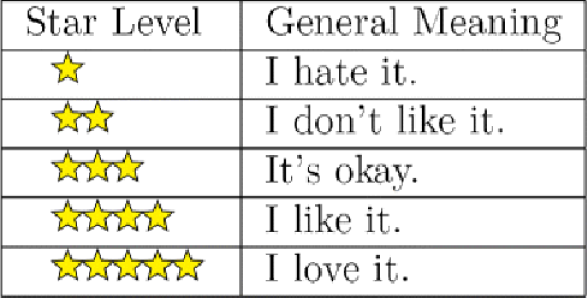 Star Level General Meaning
I hate it.
I don't like it.
It's okay.
I like it.
I love it.